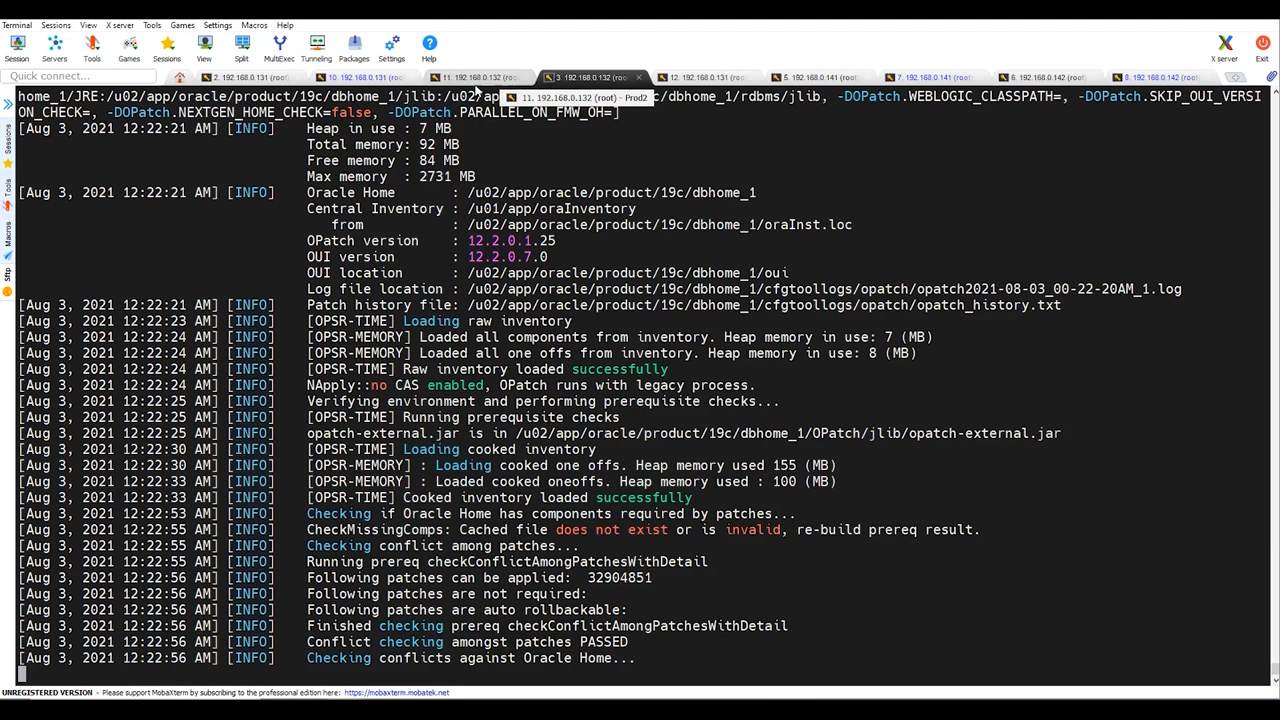 Terminal Sessions View X server Tools Games Settings Macros Help
Session Servers Tools Games Sessions View Split MultiExec Tunneling Packages Settings Help X server Exit
Quick connect... 2. 192.168.0.131 (root) 10. 192.168.0.131 (roo 11. 192.168.0.132 (root) 3. 192.168.0.132 (root) 12. 192.168.0.131 (root) 5. 192.168.0.141 (root) 7. 192.168.0.141 (root) 6. 192.168.0.142 (root) 8. 192.168.0.142 (root)
11. 192.168.0.132 (root) - Prod2
Sessions
Tools
Macros
Sftp
home_1/JRE:/u02/app/oracle/product/19c/dbhome_1/jlib:/u02/app c/dbhome_1/rdbms/jlib, -DOPatch.WEBLOGIC_CLASSPATH=, -DOPatch.SKIP_OUI_VERSI
ON_CHECK=, -DOPatch.NEXTGEN_HOME_CHECK=false, -DOPatch.PARALLEL_ON_FMW_OH=]
[Aug 3, 2021 12:22:21 AM] [INFO] Heap in use : 7 MB
Total memory: 92 MB
Free memory : 84 MB
Max memory : 2731 MB
[Aug 3, 2021 12:22:21 AM] [INFO] Oracle Home : /u02/app/oracle/product/19c/dbhome_1
Central Inventory : /u01/app/oraInventory
from : /u02/app/oracle/product/19c/dbhome_1/oraInst.loc
OPatch version : 12.2.0.1.25
OUI version : 12.2.0.7.0
OUI location : /u02/app/oracle/product/19c/dbhome_1/oui
Log file location : /u02/app/oracle/product/19c/dbhome_1/cfgtoollogs/opatch/opatch2021-08-03_00-22-20AM_1.log
[Aug 3, 2021 12:22:21 AM] [INFO] Patch history file: /u02/app/oracle/product/19c/dbhome_1/cfgtoollogs/opatch/opatch_history.txt
[Aug 3, 2021 12:22:23 AM] [INFO] [OPSR-TIME] Loading raw inventory
[Aug 3, 2021 12:22:24 AM] [INFO] [OPSR-MEMORY] Loaded all components from inventory. Heap memory in use: 7 (MB)
[Aug 3, 2021 12:22:24 AM] [INFO] [OPSR-MEMORY] Loaded all one offs from inventory. Heap memory in use: 8 (MB)
[Aug 3, 2021 12:22:24 AM] [INFO] [OPSR-TIME] Raw inventory loaded successfully
[Aug 3, 2021 12:22:24 AM] [INFO] NApply::no CAS enabled, OPatch runs with legacy process.
[Aug 3, 2021 12:22:25 AM] [INFO] Verifying environment and performing prerequisite checks...
[Aug 3, 2021 12:22:25 AM] [INFO] [OPSR-TIME] Running prerequisite checks
[Aug 3, 2021 12:22:25 AM] [INFO] opatch-external.jar is in /u02/app/oracle/product/19c/dbhome_1/OPatch/jlib/opatch-external.jar
[Aug 3, 2021 12:22:30 AM] [INFO] [OPSR-TIME] Loading cooked inventory
[Aug 3, 2021 12:22:30 AM] [INFO] [OPSR-MEMORY] : Loading cooked one offs. Heap memory used 155 (MB)
[Aug 3, 2021 12:22:33 AM] [INFO] [OPSR-MEMORY] : Loaded cooked oneoffs. Heap memory used : 100 (MB)
[Aug 3, 2021 12:22:33 AM] [INFO] [OPSR-TIME] Cooked inventory loaded successfully
[Aug 3, 2021 12:22:53 AM] [INFO] Checking if Oracle Home has components required by patches...
[Aug 3, 2021 12:22:55 AM] [INFO] CheckMissingComps: Cached file does not exist or is invalid, re-build prereq result.
[Aug 3, 2021 12:22:55 AM] [INFO] Checking conflict among patches...
[Aug 3, 2021 12:22:55 AM] [INFO] Running prereq checkConflictAmongPatchesWithDetail
[Aug 3, 2021 12:22:56 AM] [INFO] Following patches can be applied: 32904851
[Aug 3, 2021 12:22:56 AM] [INFO] Following patches are not required:
[Aug 3, 2021 12:22:56 AM] [INFO] Following patches are auto rollbackable:
[Aug 3, 2021 12:22:56 AM] [INFO] Finished checking prereq checkConflictAmongPatchesWithDetail
[Aug 3, 2021 12:22:56 AM] [INFO] Conflict checking amongst patches PASSED
[Aug 3, 2021 12:22:56 AM] [INFO] Checking conflicts against Oracle Home...
UNREGISTERED VERSION - Please support MobaXterm by subscribing to the professional edition here: https://mobaxterm.mobatek.net